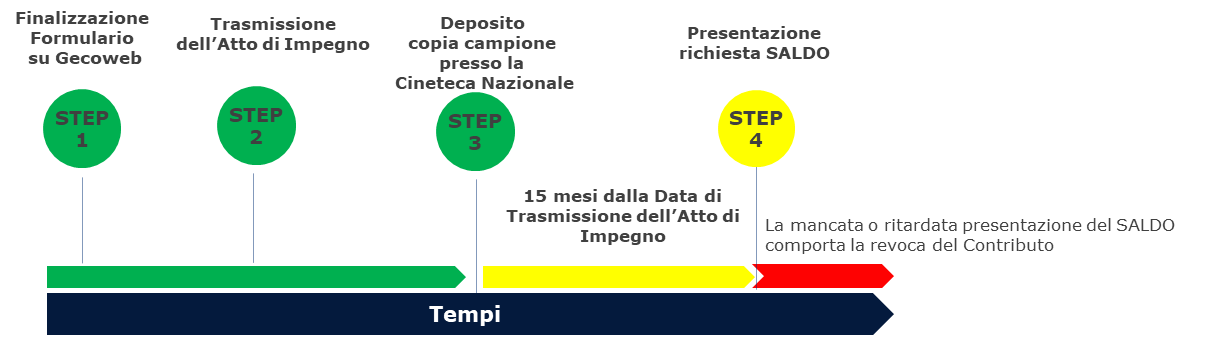 Finalizzazione
Formulario
su Gecoweb
Trasmissione
dell’Atto di Impegno
Deposito
copia campione
presso la
Cineteca Nazionale
Presentazione
richiesta SALDO
STEP
1
STEP
2
STEP
3
STEP
4
15 mesi dalla Data di
Trasmissione dell’Atto di
Impegno
La mancata o ritardata presentazione del SALDO
comporta la revoca del Contributo
Tempi